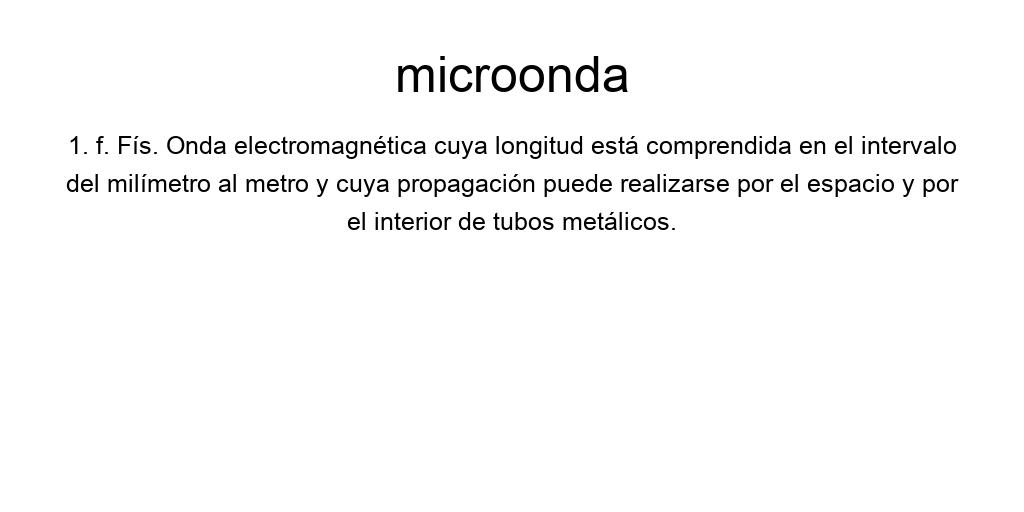 microonda
1. f. Fís. Onda electromagnética cuya longitud está comprendida en el intervalo
del milímetro al metro y cuya propagación puede realizarse por el espacio y por
el interior de tubos metálicos.